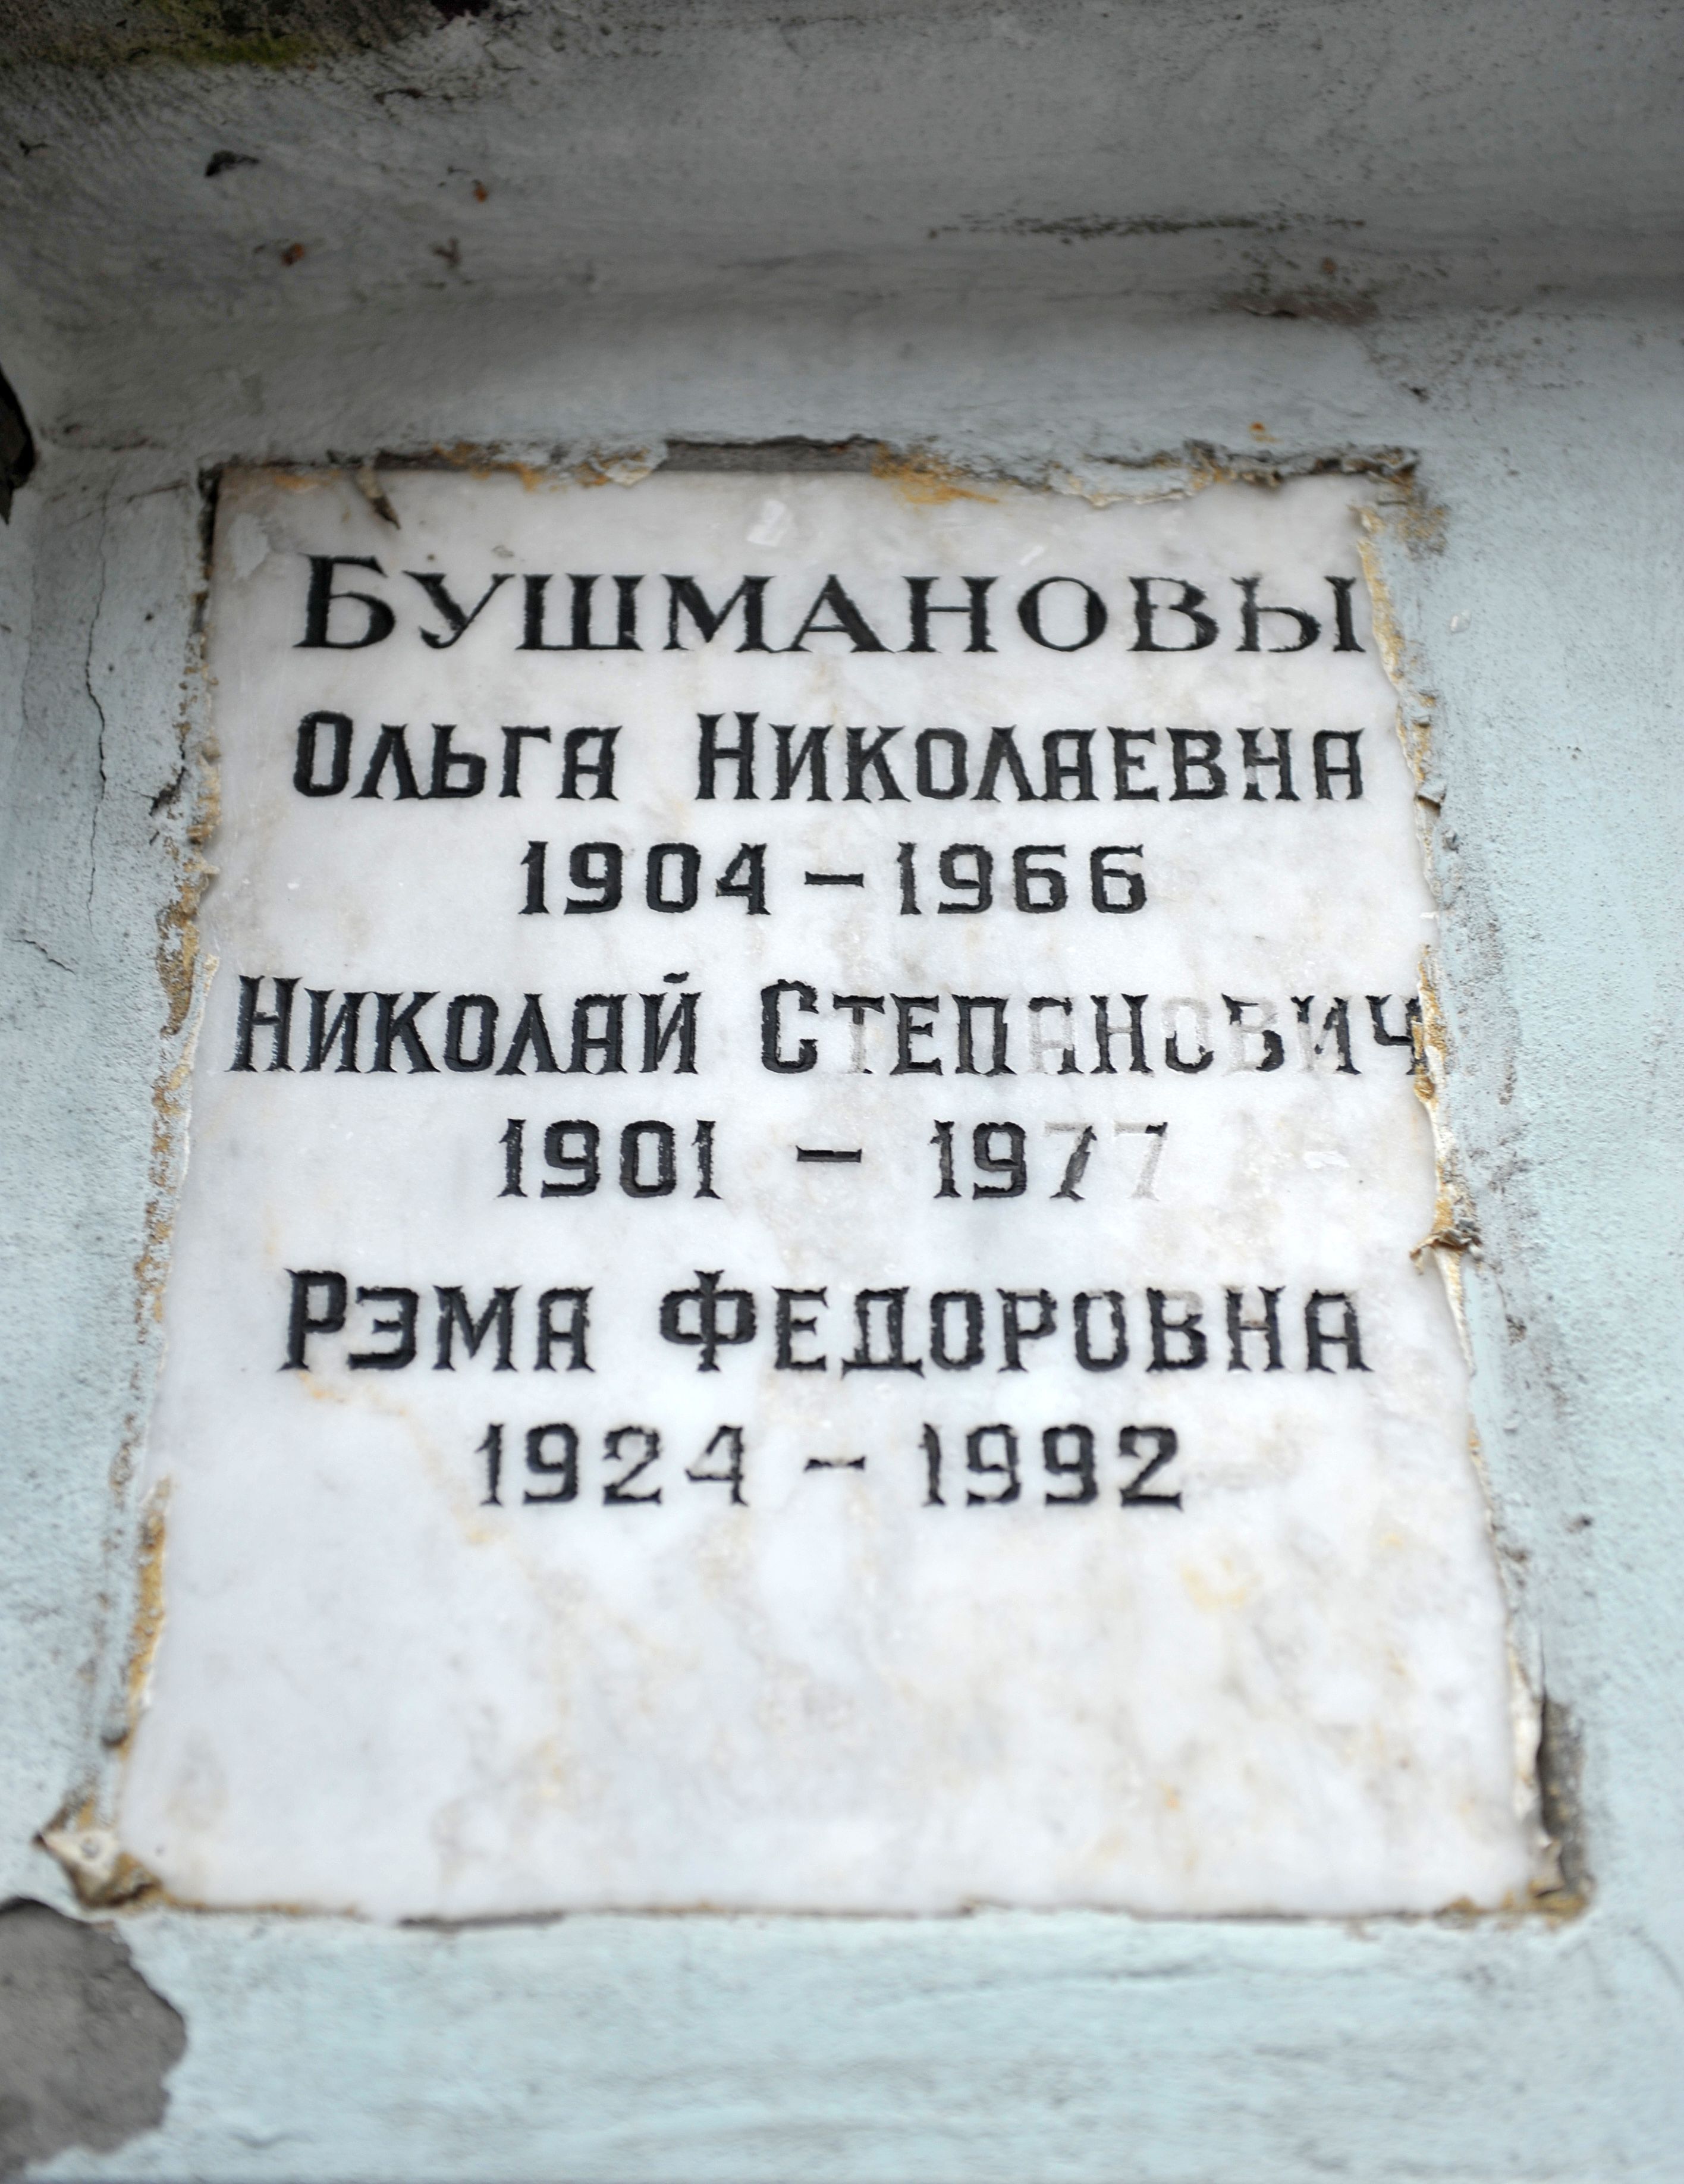 БУШМАНОВЫ
ОЛЬГА НИКОЛАЕВНА
1904 – 1966
НИКОЛАЙ СТЕПАНОВИЧ
1901 – 1977
РЭМА ФЕДОРОВНА
1924 – 1992